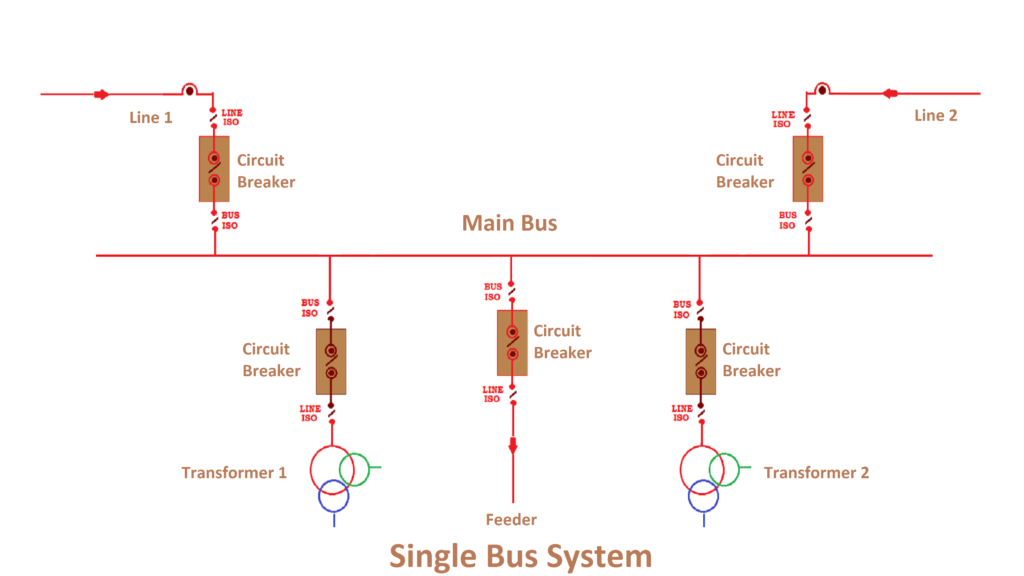 Line 1
LINE
ISO
Circuit
Breaker
BUS
ISO
Line 2
LINE
ISO
Circuit
Breaker
BUS
ISO
Main Bus
BUS
ISO
Circuit
Breaker
LINE
ISO
Transformer 1
BUS
ISO
Circuit
Breaker
LINE
ISO
Feeder
BUS
ISO
Circuit
Breaker
LINE
ISO
Transformer 2
Single Bus System